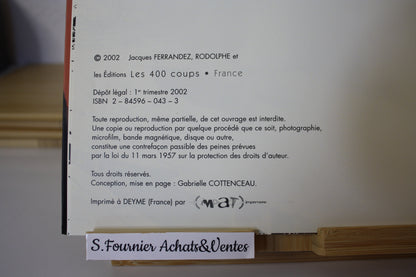 © 2002 Jacques FERRANDEZ, RODOLPHE et
les Éditions Les 400 coups • France
Dépôt légal : 1er trimestre 2002
ISBN 2 – 84596 – 043 – 3
Toute reproduction, même partielle, de cet ouvrage est interdite.
Une copie ou reproduction par quelque procédé que ce soit, photographie,
microfilm, bande magnétique, disque ou autre,
constitue une contrefaçon passible des peines prévues
par la loi du 11 mars 1957 sur la protection des droits d'auteur.
Tous droits réservés.
Conception, mise en page : Gabrielle COTTENCEAU.
Imprimé à DEYME (France) par
S.Fournier Achats&Ventes